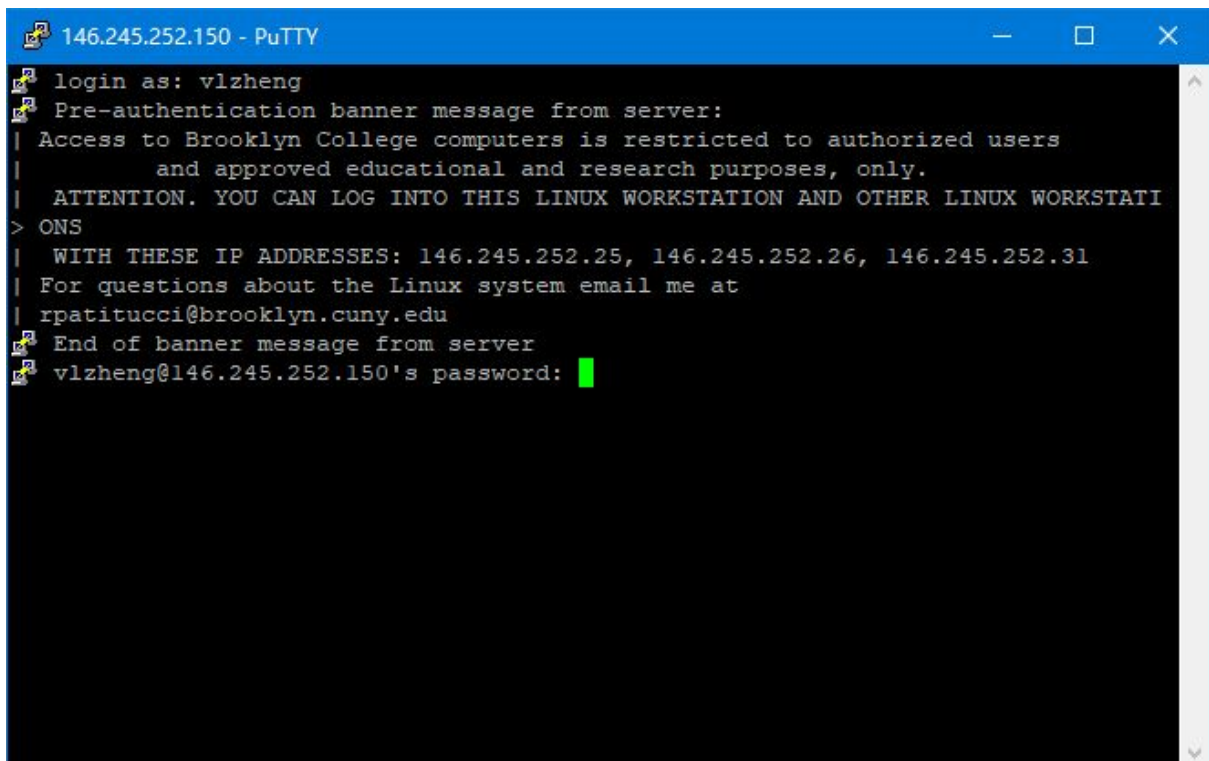 146.245.252.150 - PuTTY
login as: vlzheng
Pre-authentication banner message from server:
| Access to Brooklyn College computers is restricted to authorized users
|        and approved educational and research purposes, only.
|  ATTENTION. YOU CAN LOG INTO THIS LINUX WORKSTATION AND OTHER LINUX WORKSTATI
> ONS
|  WITH THESE IP ADDRESSES: 146.245.252.25, 146.245.252.26, 146.245.252.31
| For questions about the Linux system email me at
| rpatitucci@brooklyn.cuny.edu
End of banner message from server
vlzheng@146.245.252.150's password: